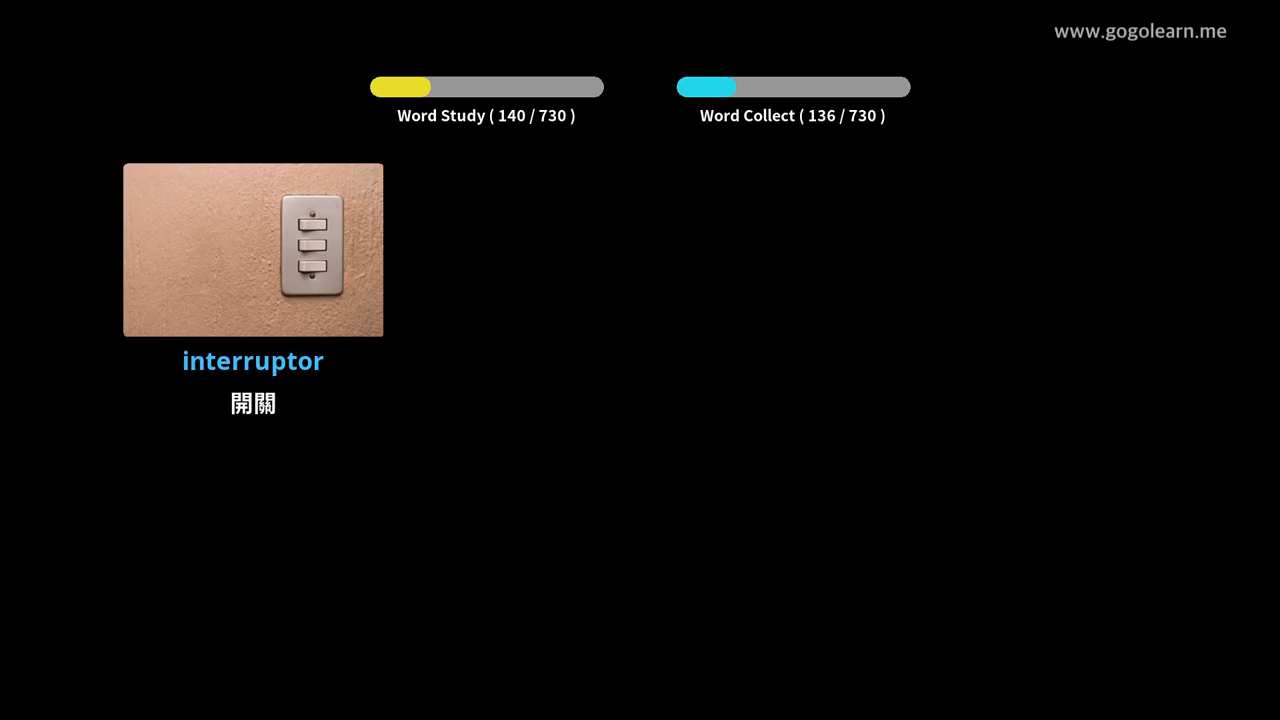 www.gogolearn.me
Word Study ( 140 / 730 )
Word Collect ( 136 / 730 )
interruptor
開關